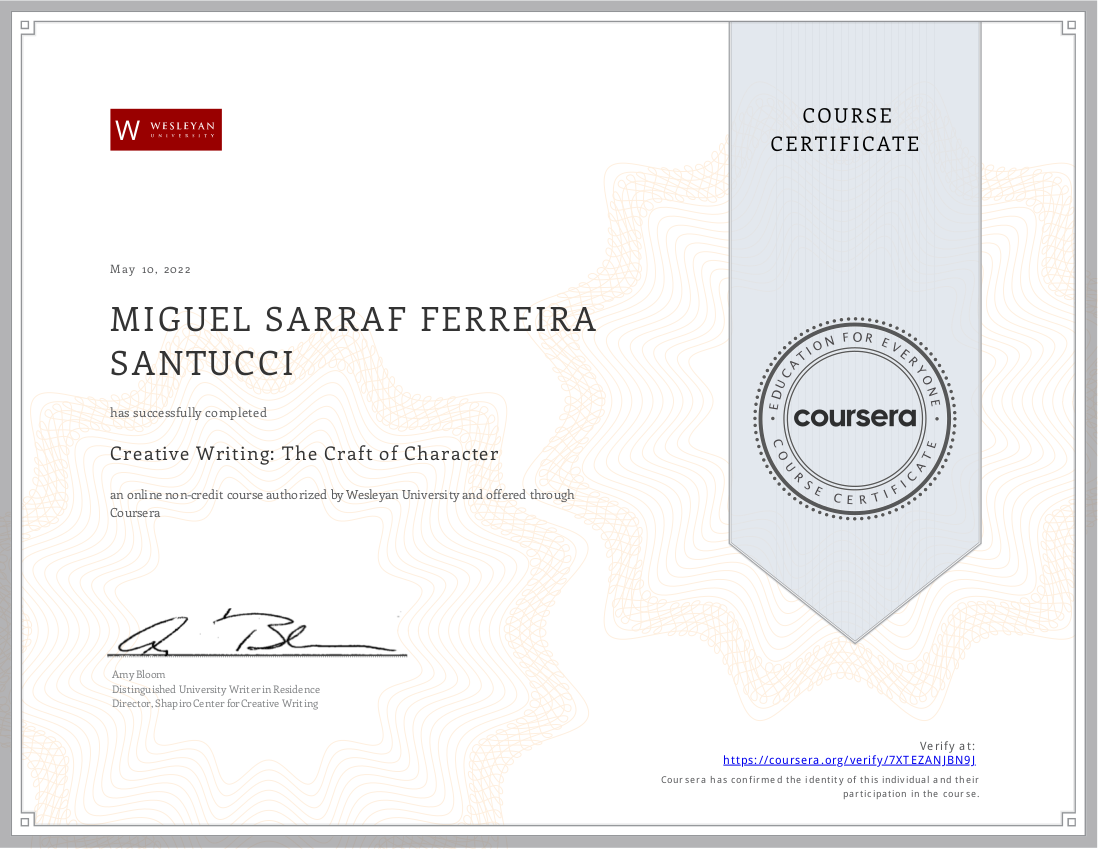 WESLEYAN
UNIVERSITY
COURSE
CERTIFICATE
May 10, 2022
MIGUEL SARRAF FERREIRA
SANTUCCI
has successfully completed
Creative Writing: The Craft of Character
an online non-credit course authorized by Wesleyan University and offered through
Coursera
EDUCATION FOR EVERYONE
coursera
COURSE CERTIFICATE
Amy Bloom
Distinguished University Writer in Residence
Director, Shapiro Center for Creative Writing
Verify at:
https://coursera.org/verify/7XTEZANJBN9J
Coursera has confirmed the identity of this individual and their
participation in the course.